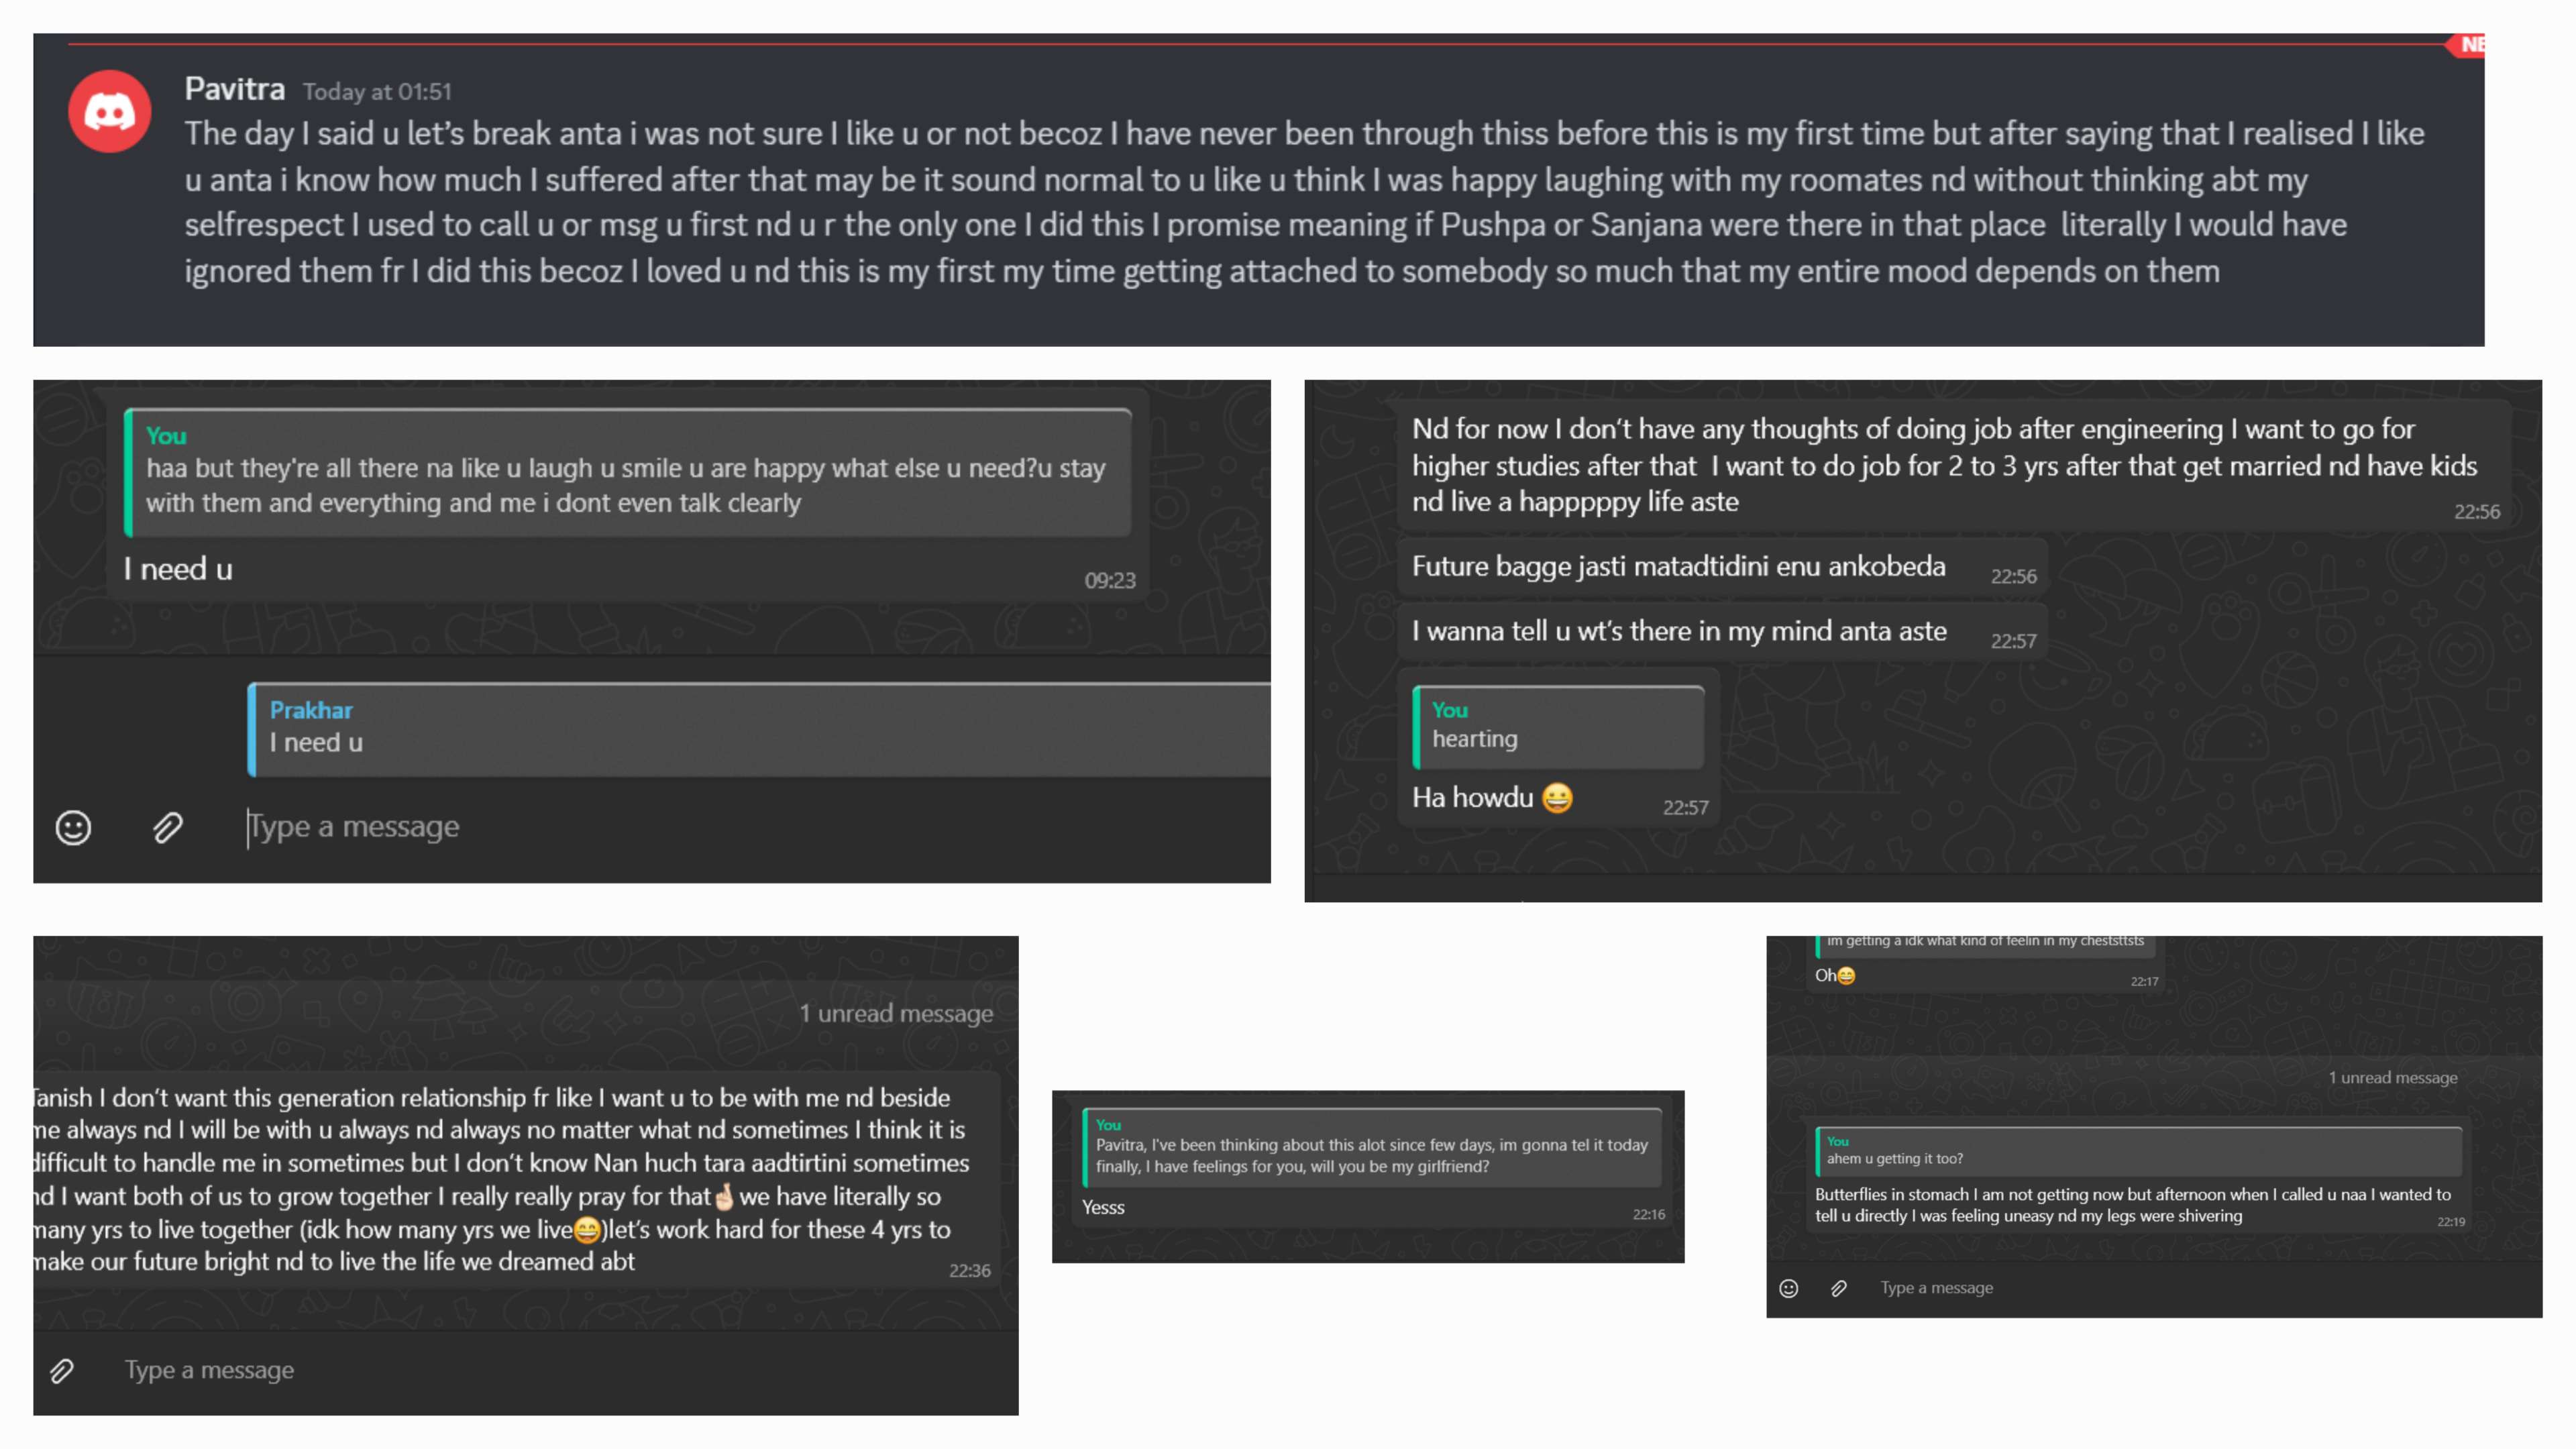 NE
Pavitra Today at 01:51
The day I said u let's break anta i was not sure I like u or not becoz I have never been through thiss before this is my first time but after saying that I realised I like
u anta i know how much I suffered after that may be it sound normal to u like u think I was happy laughing with my roomates nd without thinking abt my
selfrespect I used to call u or msg u first nd u r the only one I did this I promise meaning if Pushpa or Sanjana were there in that place literally I would have
ignored them fr I did this becoz I loved u nd this is my first my time getting attached to somebody so much that my entire mood depends on them
You
haa but they're all there na like u laugh u smile u are happy what else u need?u stay
with them and everything and me i dont even talk clearly
I need u
09:23
Prakhar
I need u
Type a message
Nd for now I don't have any thoughts of doing job after engineering I want to go for
higher studies after that I want to do job for 2 to 3 yrs after that get married nd have kids
nd live a happpppy life aste
22:56
Future bagge jasti matadtidini enu ankobeda 22:56
I wanna tell u wt's there in my mind anta aste 22:57
You
hearting
Ha howdu 😀 22:57
1 unread message
anish I don't want this generation relationship fr like I want u to be with me nd beside
me always nd I will be with u always nd always no matter what nd sometimes I think it is
difficult to handle me in sometimes but I don't know Nan huch tara aadtirtini sometimes
nd I want both of us to grow together I really really pray for that🤞🏻we have literally so
many yrs to live together (idk how many yrs we live😄)let's work hard for these 4 yrs to
make our future bright nd to live the life we dreamed abt
22:36
Type a message
You
Pavitra, I've been thinking about this alot since few days, im gonna tel it today
finally, I have feelings for you, will you be my girlfriend?
Yesss
22:16
im getting a idk what kind of feelin in my cheststtsts
Oh😄
22:17
1 unread message
You
ahem u getting it too?
Butterflies in stomach I am not getting now but afternoon when I called u naa I wanted to
tell u directly I was feeling uneasy nd my legs were shivering
22:19
Type a message